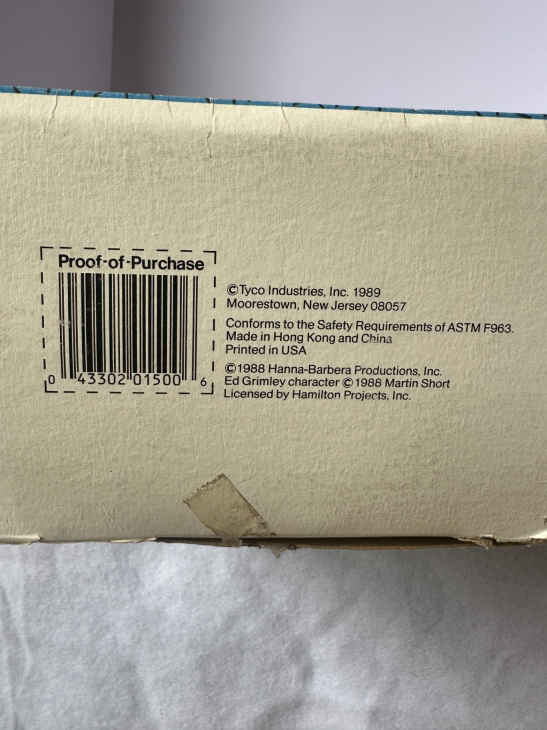 Proof-of-Purchase
0 43302 01500 6
©Tyco Industries, Inc. 1989
Moorestown, New Jersey 08057
Conforms to the Safety Requirements of ASTM F963.
Made in Hong Kong and China
Printed in USA
©1988 Hanna-Barbera Productions, Inc.
Ed Grimley character ©1988 Martin Short
Licensed by Hamilton Projects, Inc.